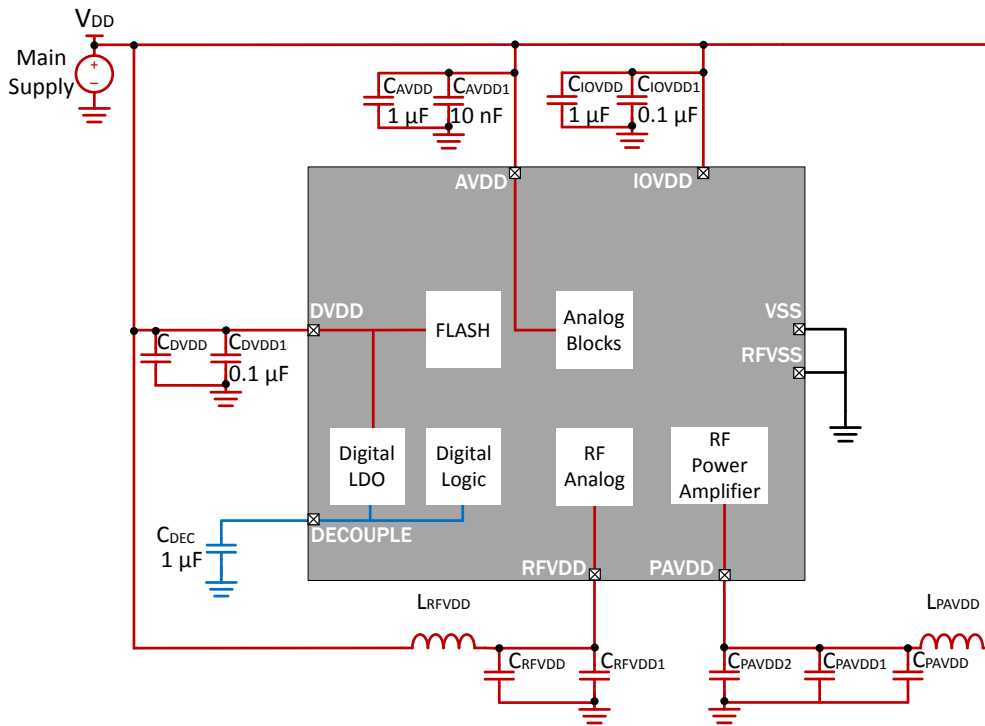 VDD
Main
Supply
+
−
CAVDD
1 µF
CAVDD1
10 nF
CIOVDD
1 µF
CIOVDD1
0.1 µF
AVDD
IOVDD
DVDD
FLASH
Analog
Blocks
VSS
RFVSS
CDVDD
CDVDD1
0.1 µF
Digital
LDO
Digital
Logic
RF
Analog
RF
Power
Amplifier
CDEC
1 µF
DECOUPLE
RFVDD
PAVDD
LRFVDD
LPAVDD
CRFVDD
CRFVDD1
CPAVDD2
CPAVDD1
CPAVDD